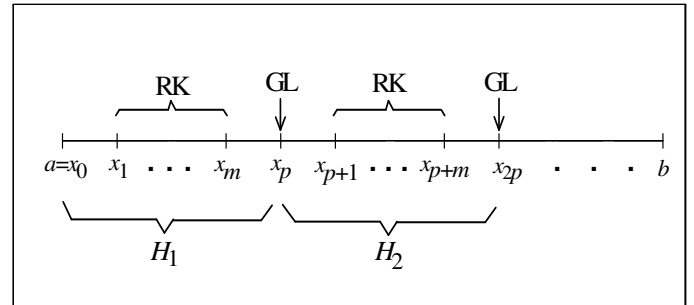 RK GL RK GL
a=x0 x1 . . . xm xp xp+1 . . . xp+m x2p . . . b
H1 H2